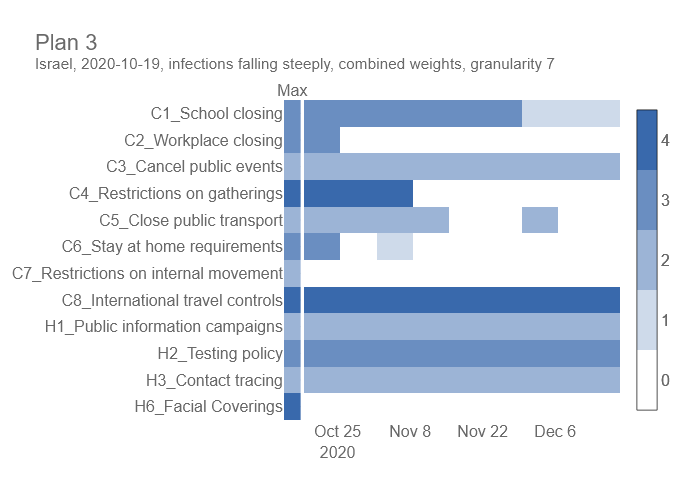 Plan 3
Israel, 2020-10-19, infections falling steeply, combined weights, granularity 7
Max
C1_School closing
C2_Workplace closing
C3_Cancel public events
C4_Restrictions on gatherings
C5_Close public transport
C6_Stay at home requirements
C7_Restrictions on internal movement
C8_International travel controls
H1_Public information campaigns
H2_Testing policy
H3_Contact tracing
H6_Facial Coverings
Oct 25 Nov 8 Nov 22 Dec 6
2020
4
3
2
1
0